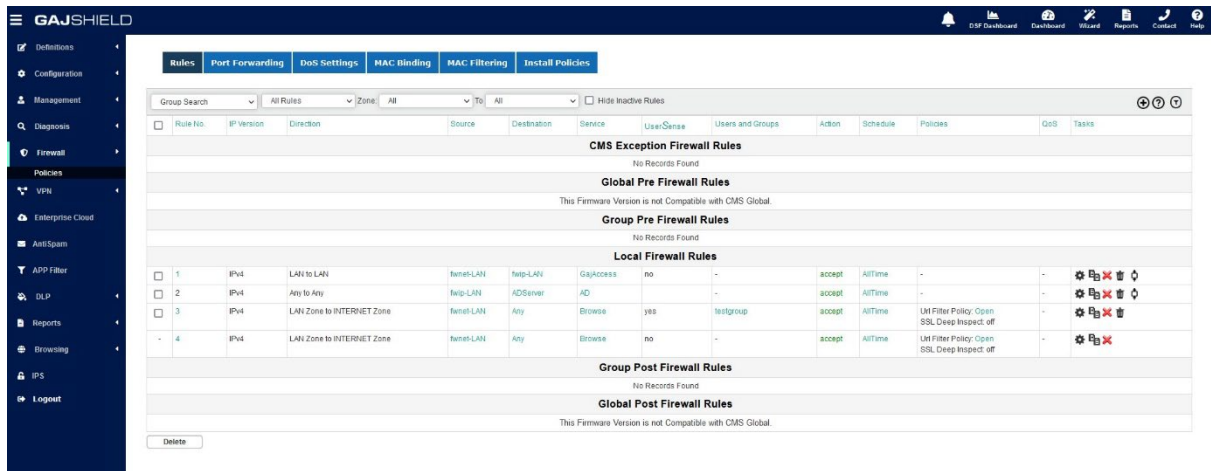 GAJSHIELD
DSF Dashboard Dashboard Wizard Reports Contact Help
Definitions
Configuration
Management
Diagnosis
Firewall
Policies
VPN
Enterprise Cloud
AntiSpam
APP Filter
DLP
Reports
Browsing
IPS
Logout
Rules Port Forwarding DoS Settings MAC Binding MAC Filtering Install Policies
Group Search All Rules Zone: All To All Hide Inactive Rules
Rule No. IP Version Direction Source Destination Service UserSense Users and Groups Action Schedule Policies QoS Tasks
CMS Exception Firewall Rules
No Records Found
Global Pre Firewall Rules
This Firmware Version is not Compatible with CMS Global.
Group Pre Firewall Rules
No Records Found
Local Firewall Rules
1 IPv4 LAN to LAN fwnet-LAN fwip-LAN GajAccess no - accept AllTime - -
2 IPv4 Any to Any fwip-LAN ADServer AD - accept AllTime - -
3 IPv4 LAN Zone to INTERNET Zone fwnet-LAN Any Browse yes testgroup accept AllTime Url Filter Policy: Open -
SSL Deep Inspect: off
- 4 IPv4 LAN Zone to INTERNET Zone fwnet-LAN Any Browse no - accept AllTime Url Filter Policy: Open -
SSL Deep Inspect: off
Group Post Firewall Rules
No Records Found
Global Post Firewall Rules
This Firmware Version is not Compatible with CMS Global.
Delete